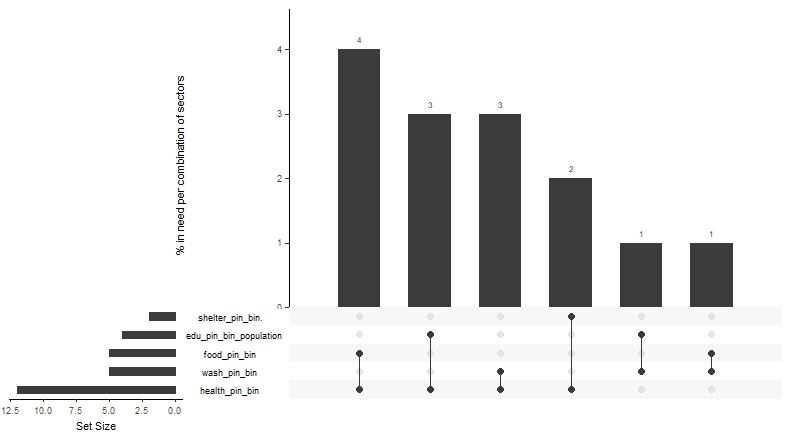 4
3
3
2
1
1
% in need per combination of sectors
4
3
2
1
0
shelter_pin_bin.
edu_pin_bin_population
food_pin_bin
wash_pin_bin
health_pin_bin
12.5 10.0 7.5 5.0 2.5 0.0
Set Size